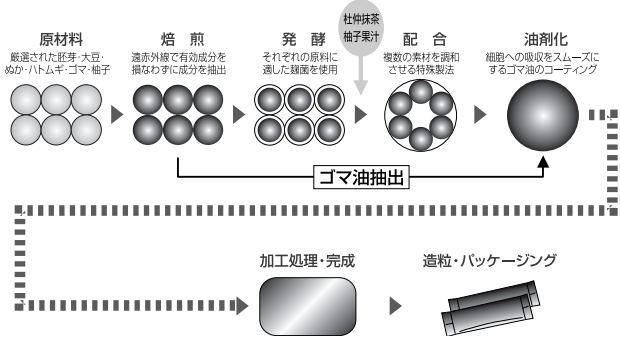 原材料
厳選された胚芽・大豆・
ぬか・ハトムギ・ゴマ・柚子
焙　煎
遠赤外線で有効成分を
損なわずに成分を抽出
発　酵
それぞれの原料に
適した麹菌を使用
杜仲抹茶
柚子果汁
配　合
複数の素材を調和
させる特殊製法
油剤化
細胞への吸収をスムーズに
するゴマ油のコーティング
ゴマ油抽出
加工処理・完成
造粒・パッケージング